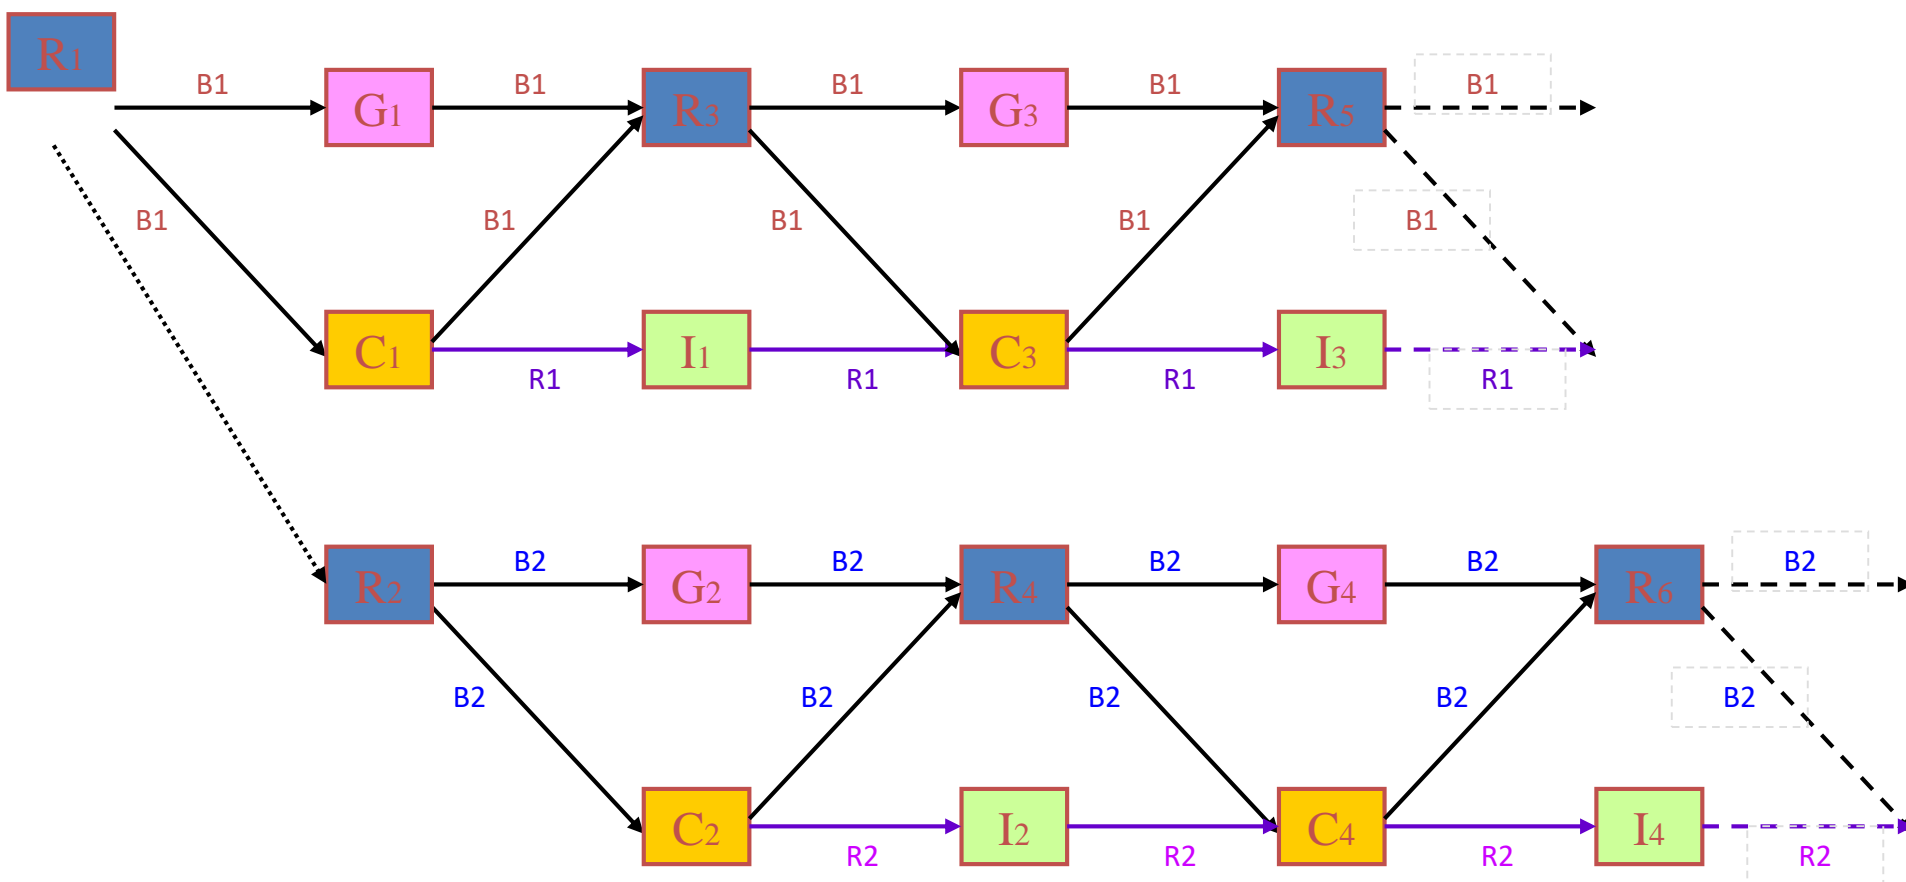 R1
B1 B1 B1 B1 B1
G1 R3 G3 R5
B1 B1 B1 B1 B1
C1 I1 C3 I3
R1 R1 R1 R1
B2 B2 B2 B2 B2
R2 G2 R4 G4 R6
B2 B2 B2 B2 B2
C2 I2 C4 I4
R2 R2 R2 R2